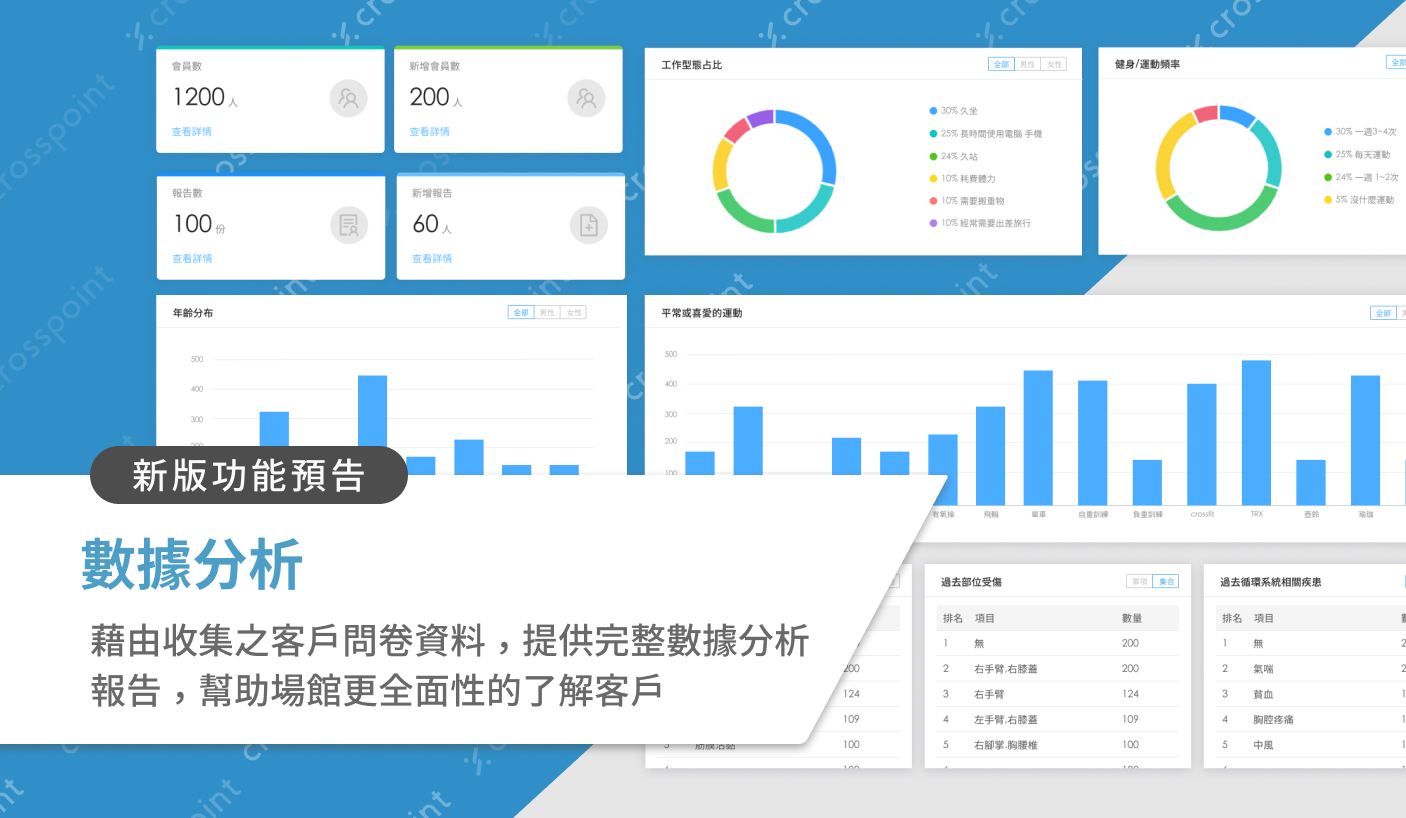 會員數
1200 人
查看詳情
新增會員數
200 人
查看詳情
報告數
100 份
查看詳情
新增報告
60 人
查看詳情
工作型態占比
全部 男性 女性
30% 久坐
25% 長時間使用電腦 手機
24% 久站
10% 耗費體力
10% 需要搬重物
10% 經常需要出差旅行
健身/運動頻率
全部
30% 一週3~4次
25% 每天運動
24% 一週 1~2次
5% 沒什麼運動
年齡分布
全部 男性 女性
500
400
300
200
平常或喜愛的運動
全部
500
400
300
200
100
有氧操 飛輪 單車 自重訓練 負重訓練 crossfit TRX 壺鈴 瑜珈
新版功能預告
數據分析
藉由收集之客戶問卷資料，提供完整數據分析
報告，幫助場館更全面性的了解客戶
200
124
109
5 筋膜沾黏 100
過去部位受傷
單項 集合
排名 項目 數量
1 無 200
2 右手臂.右膝蓋 200
3 右手臂 124
4 左手臂.右膝蓋 109
5 右腳掌.胸腰椎 100
過去循環系統相關疾患
排名 項目
1 無
2 氣喘
3 貧血
4 胸腔疼痛
5 中風
crosspoint
crosspoint